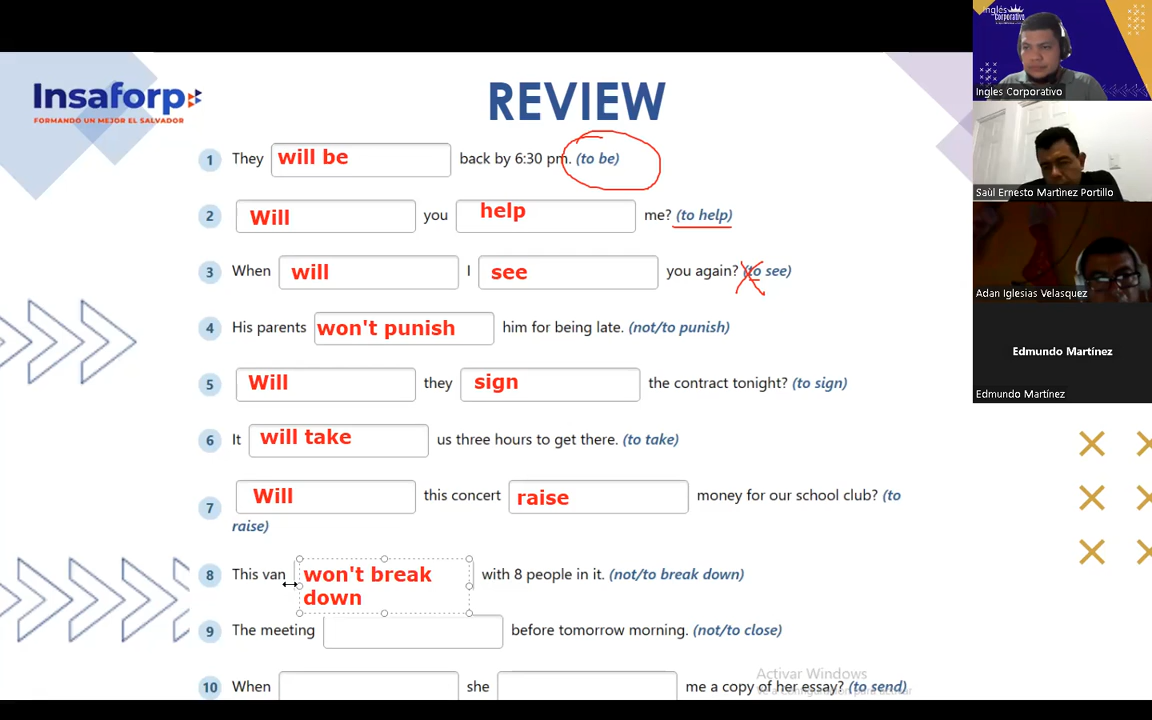 Insaforp
FORMANDO UN MEJOR EL SALVADOR
REVIEW
1 They will be back by 6:30 pm. (to be)
2 Will you help me? (to help)
3 When will I see you again? (to see)
4 His parents won't punish him for being late. (not/to punish)
5 Will they sign the contract tonight? (to sign)
6 It will take us three hours to get there. (to take)
7 Will this concert raise money for our school club? (to
raise)
8 This van won't break with 8 people in it. (not/to break down)
down
9 The meeting before tomorrow morning. (not/to close)
10 When she me a copy of her essay? (to send)
Activar Windows
Inglés
Corporativo
Ingles Corporativo
Saùl Ernesto Martìnez Portillo
Adan Iglesias Velasquez
Edmundo Martínez
Edmundo Martínez